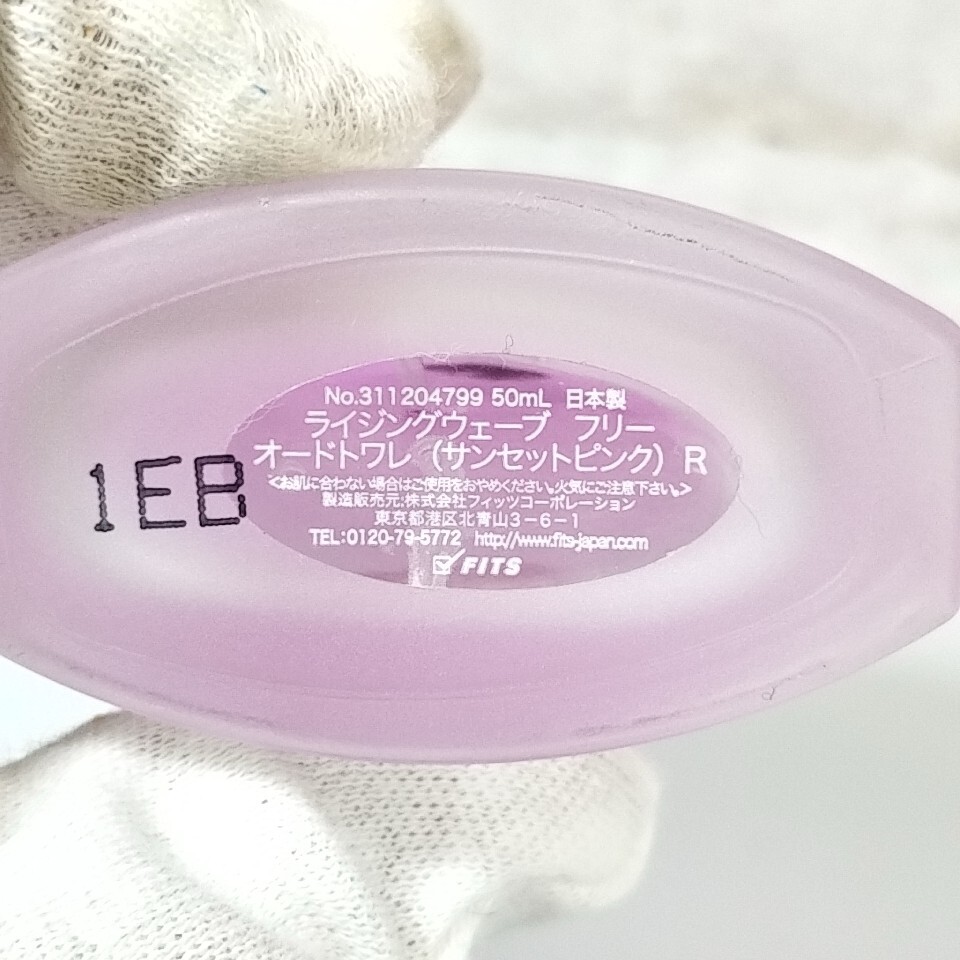 No.311204799 50mL 日本製
ライジングウェーブ フリー
オードトワレ（サンセットピンク）R
<お肌に合わない場合はご使用をおやめください。火気にご注意下さい。>
製造販売元:株式会社フィッツコーポレーション
東京都港区北青山3-6-1
TEL:0120-79-5772 http://www.fits-japan.com
FITS
1EB